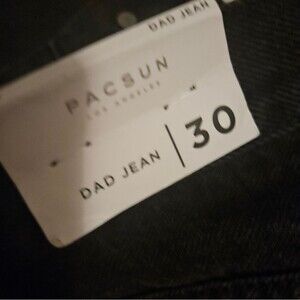 DAD JEAN
PACSUN
LOS ANGELES
DAD JEAN | 30